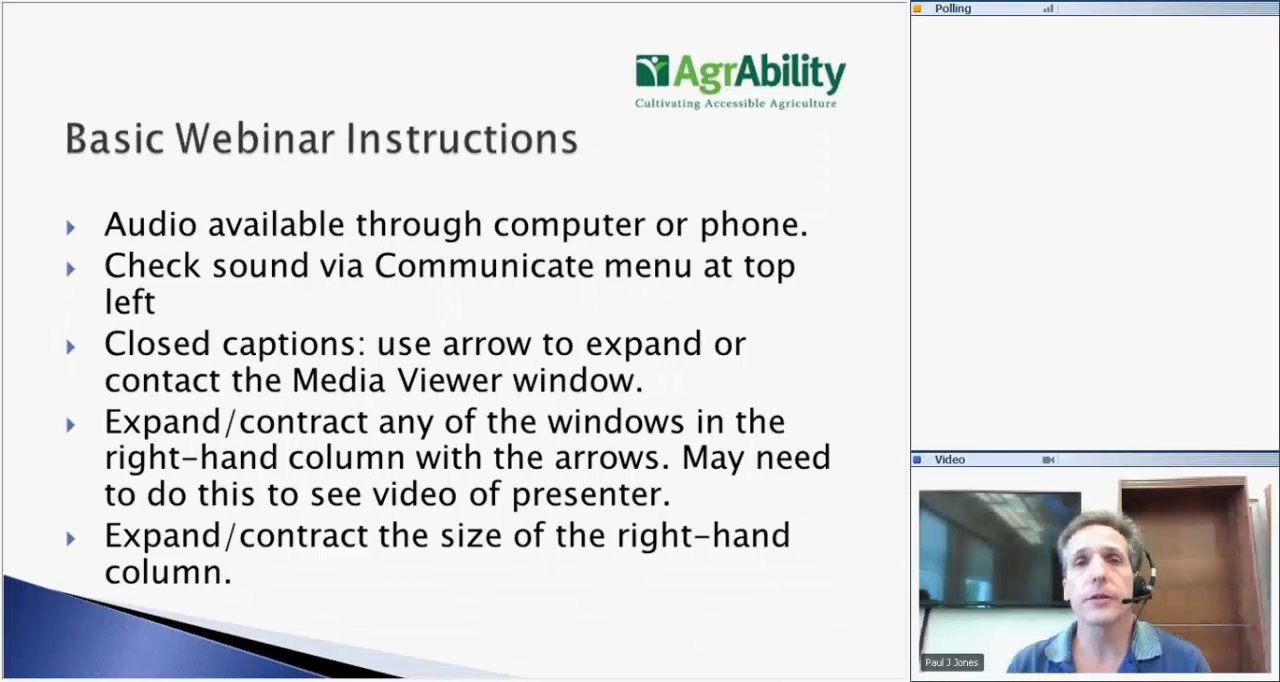 AgrAbility
Cultivating Accessible Agriculture
Basic Webinar Instructions
Audio available through computer or phone.
Check sound via Communicate menu at top
left
Closed captions: use arrow to expand or
contact the Media Viewer window.
Expand/contract any of the windows in the
right-hand column with the arrows. May need
to do this to see video of presenter.
Expand/contract the size of the right-hand
column.
Polling
Video
Paul J Jones